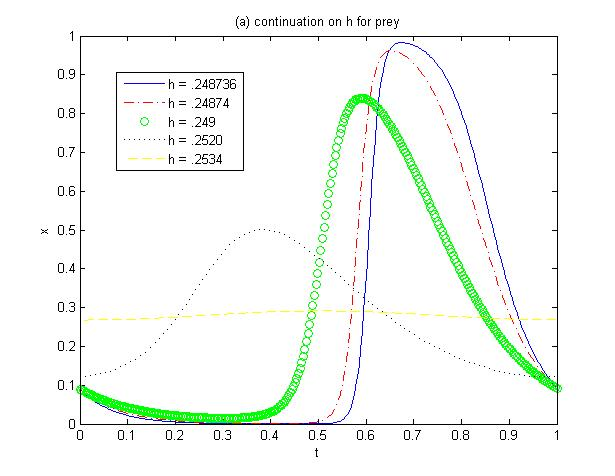 (a) continuation on h for prey
1
0.9
0.8
0.7
0.6
0.5
0.4
0.3
0.2
0.1
0
x
h = .248736
h = .24874
h = .249
h = .2520
h = .2534
0 0.1 0.2 0.3 0.4 0.5 0.6 0.7 0.8 0.9 1
t